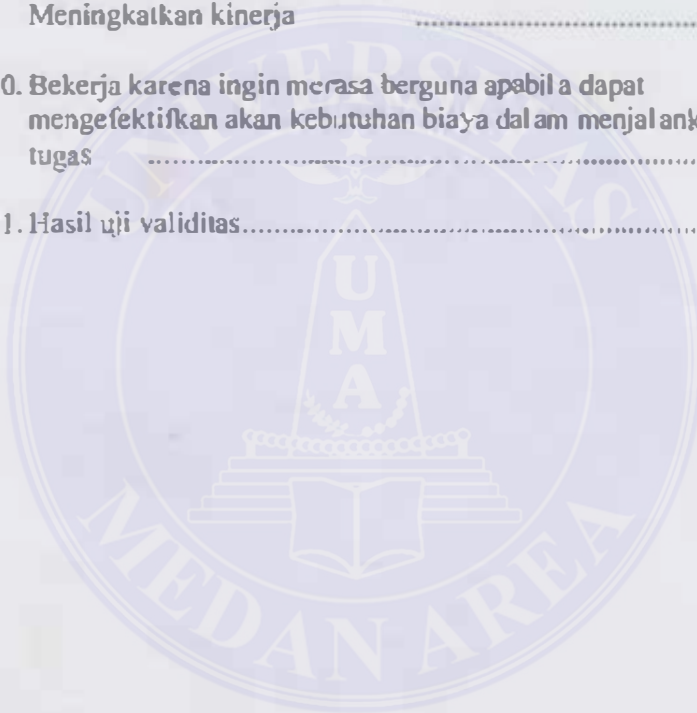 Meningkatkan kinerja ........................................
0. Bekerja karena ingin merasa berguna apabila dapat
mengefektifkan akan kebutuhan biaya dalam menjalank
tugas ........................................................................
1. Hasil uji validitas............................................................
UNIVERSITAS
UMA
MEDAN AREA